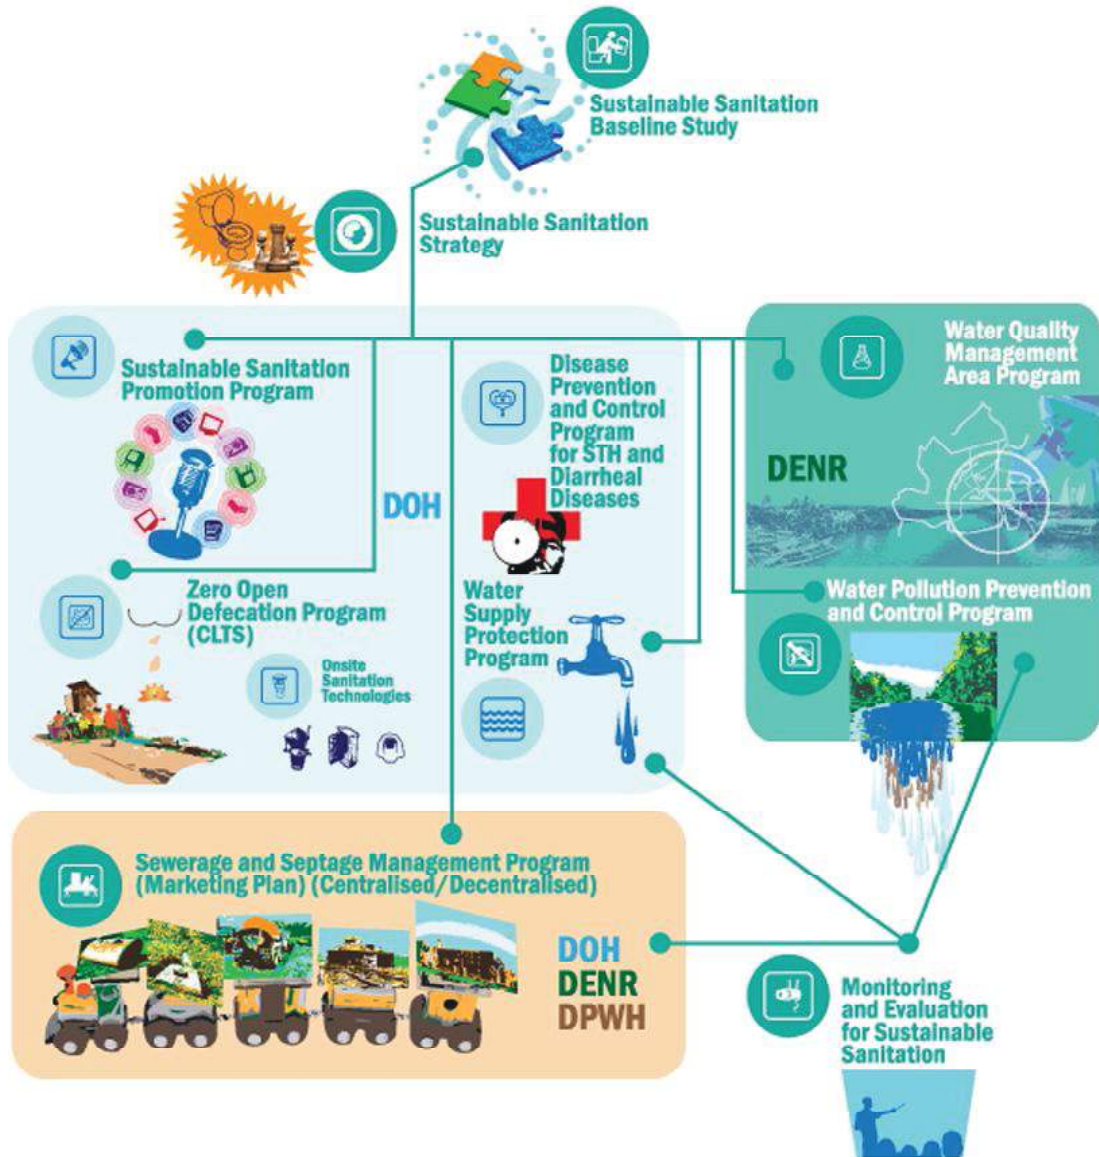 Sustainable Sanitation
Baseline Study
Sustainable Sanitation
Strategy
Sustainable Sanitation
Promotion Program
DOH
Disease
Prevention
and Control
Program
for STH and
Diarrheal
Diseases
Zero Open
Defecation Program
(CLTS)
Onsite
Sanitation
Technologies
Water
Supply
Protection
Program
Water Quality
Management
Area Program
DENR
Water Pollution Prevention
and Control Program
Sewerage and Septage Management Program
(Marketing Plan) (Centralised/Decentralised)
DOH
DENR
DPWH
Monitoring
and Evaluation
for Sustainable
Sanitation